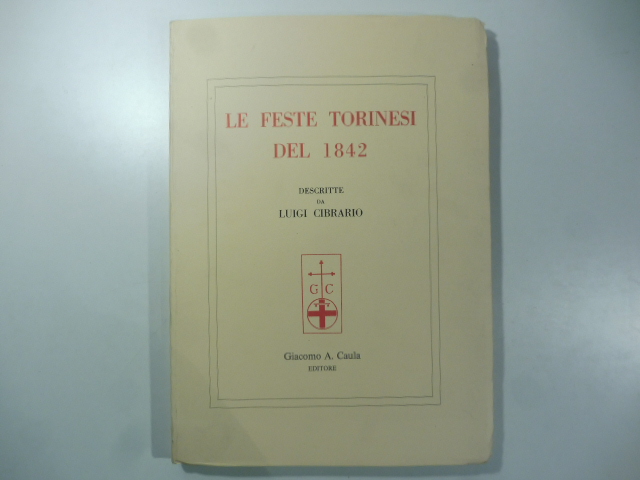 LE FESTE TORINESI
DEL 1842
DESCRITTE
DA
LUIGI CIBRARIO
G C
Giacomo A. Caula
EDITORE